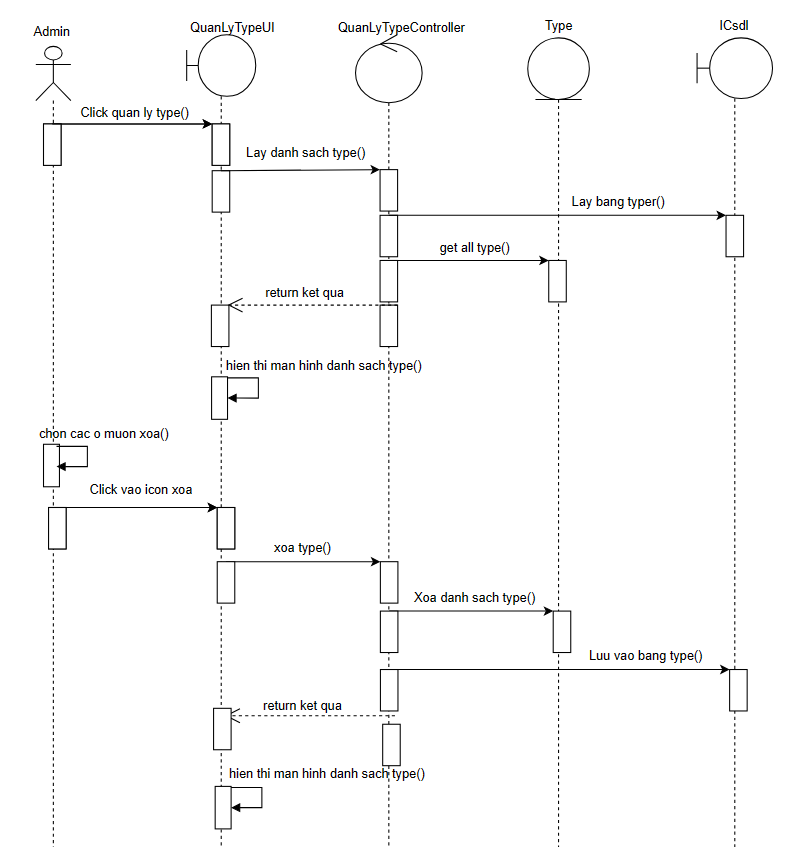 Admin
QuanLyTypeUI
QuanLyTypeController
Type
ICsdl
Click quan ly type()
Lay danh sach type()
Lay bang typer()
get all type()
return ket qua
hien thi man hinh danh sach type()
chon cac o muon xoa()
Click vao icon xoa
xoa type()
Xoa danh sach type()
Luu vao bang type()
return ket qua
hien thi man hinh danh sach type()